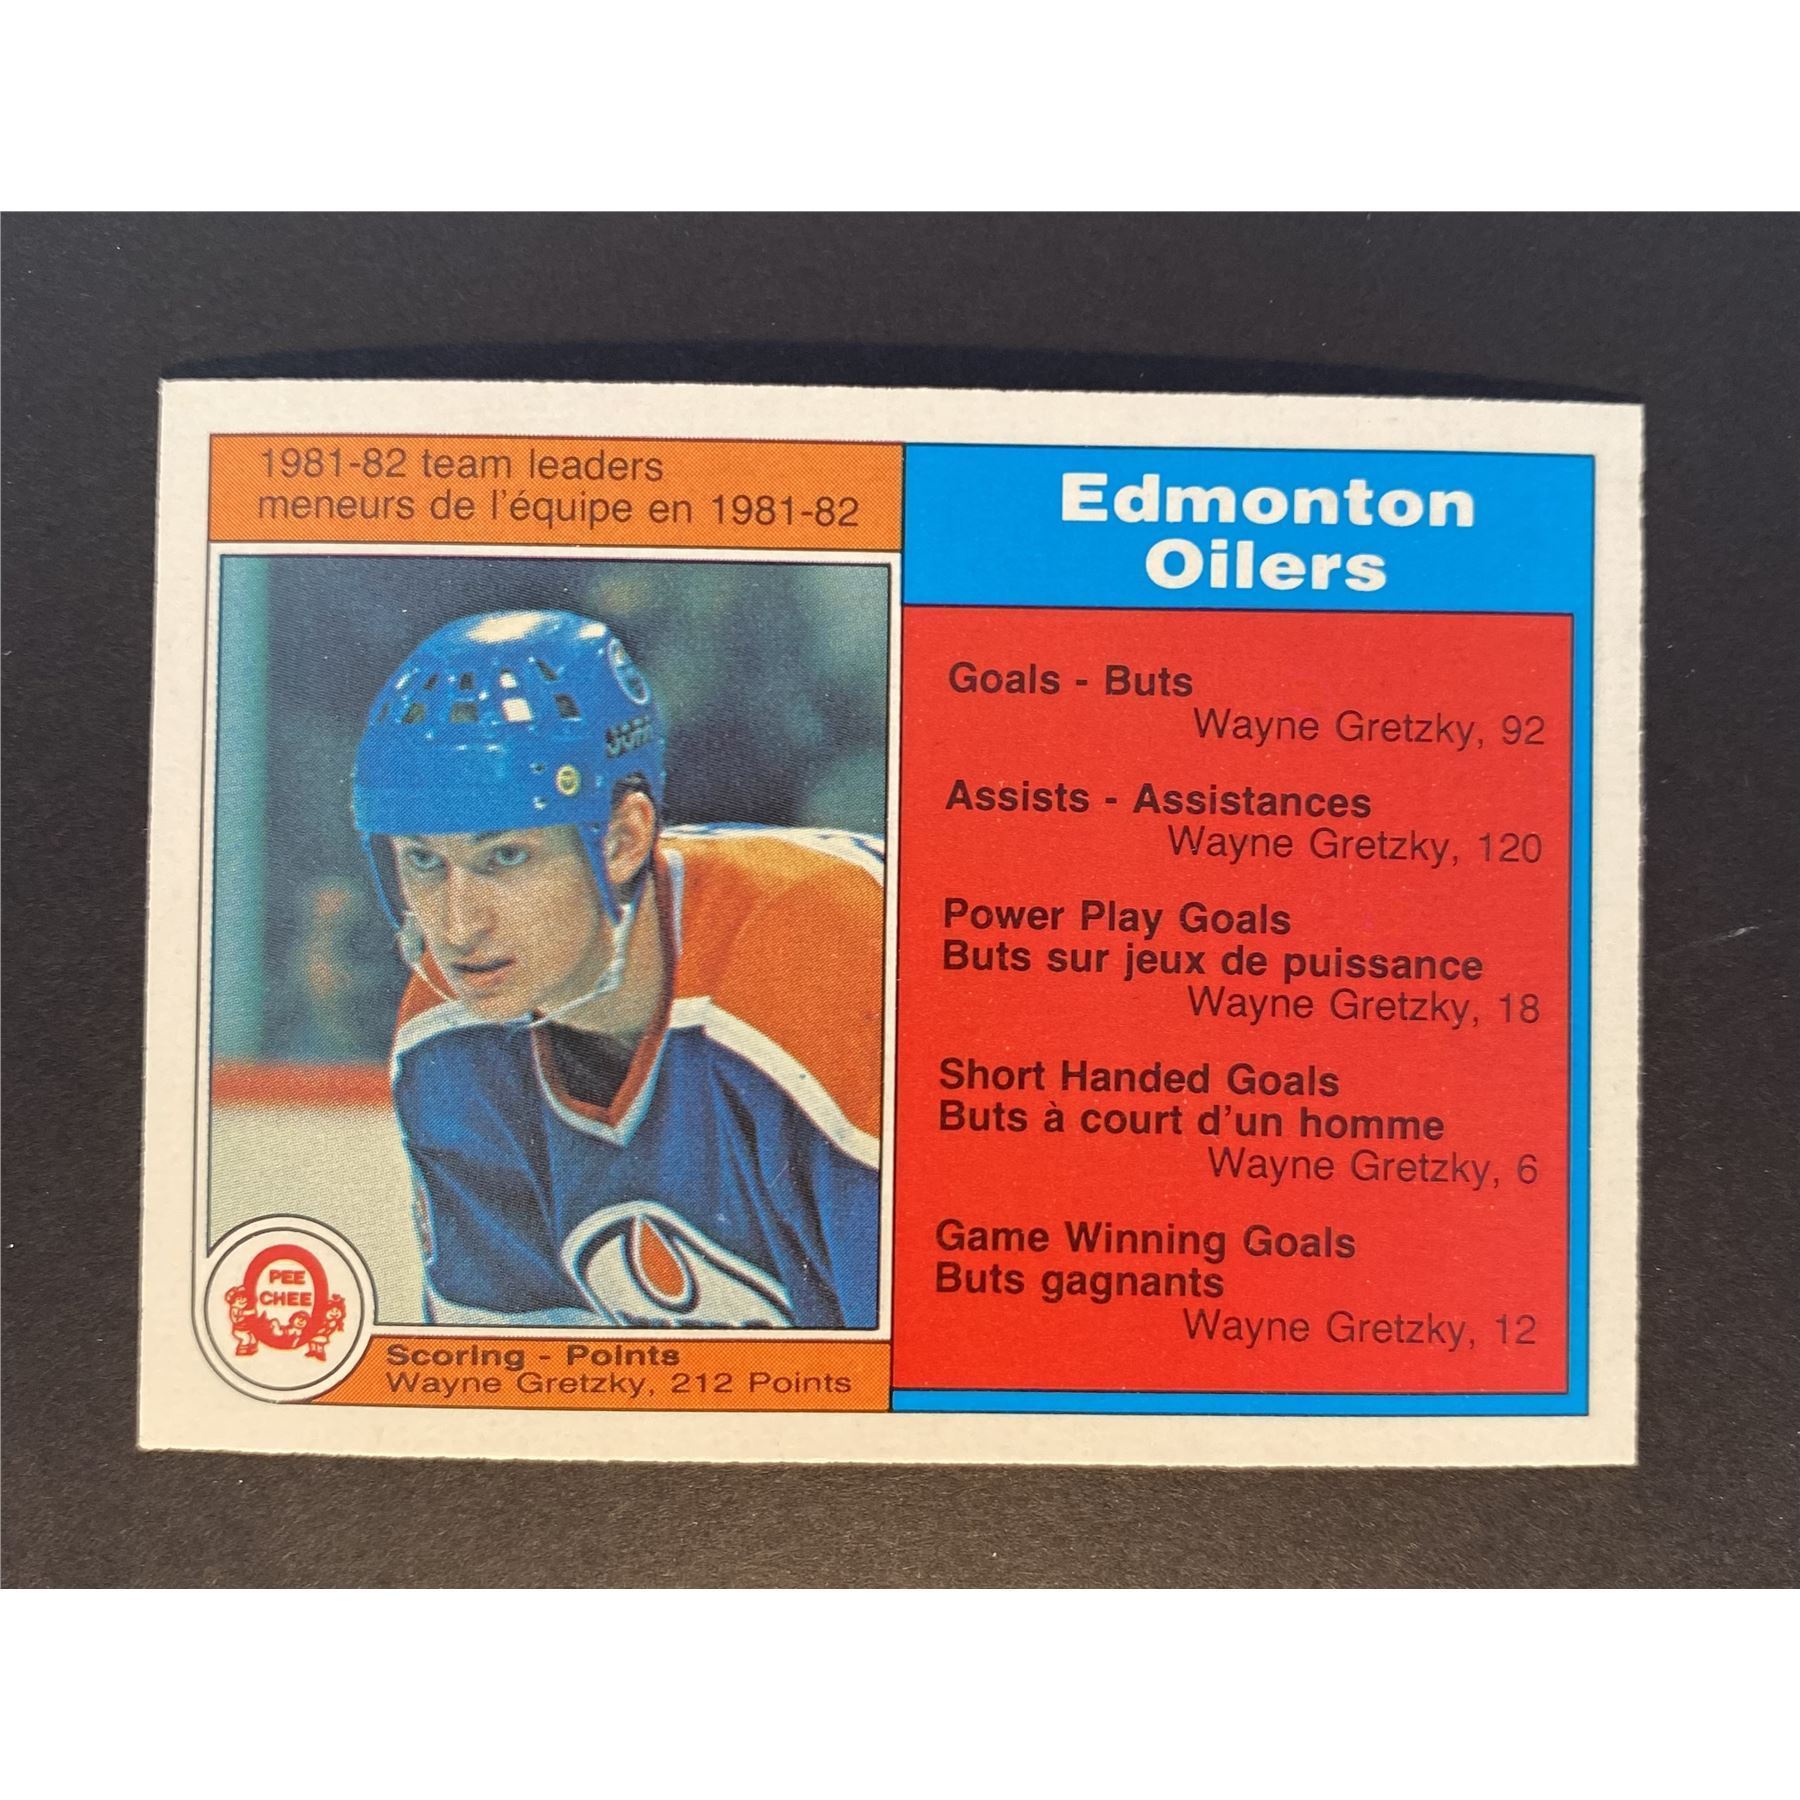 1981-82 team leaders
meneurs de l'équipe en 1981-82
Edmonton
Oilers
Goals - Buts
Wayne Gretzky, 92
Assists - Assistances
Wayne Gretzky, 120
Power Play Goals
Buts sur jeux de puissance
Wayne Gretzky, 18
Short Handed Goals
Buts à court d'un homme
Wayne Gretzky, 6
Game Winning Goals
Buts gagnants
Wayne Gretzky, 12
PEE
CHEE
Scoring - Points
Wayne Gretzky, 212 Points